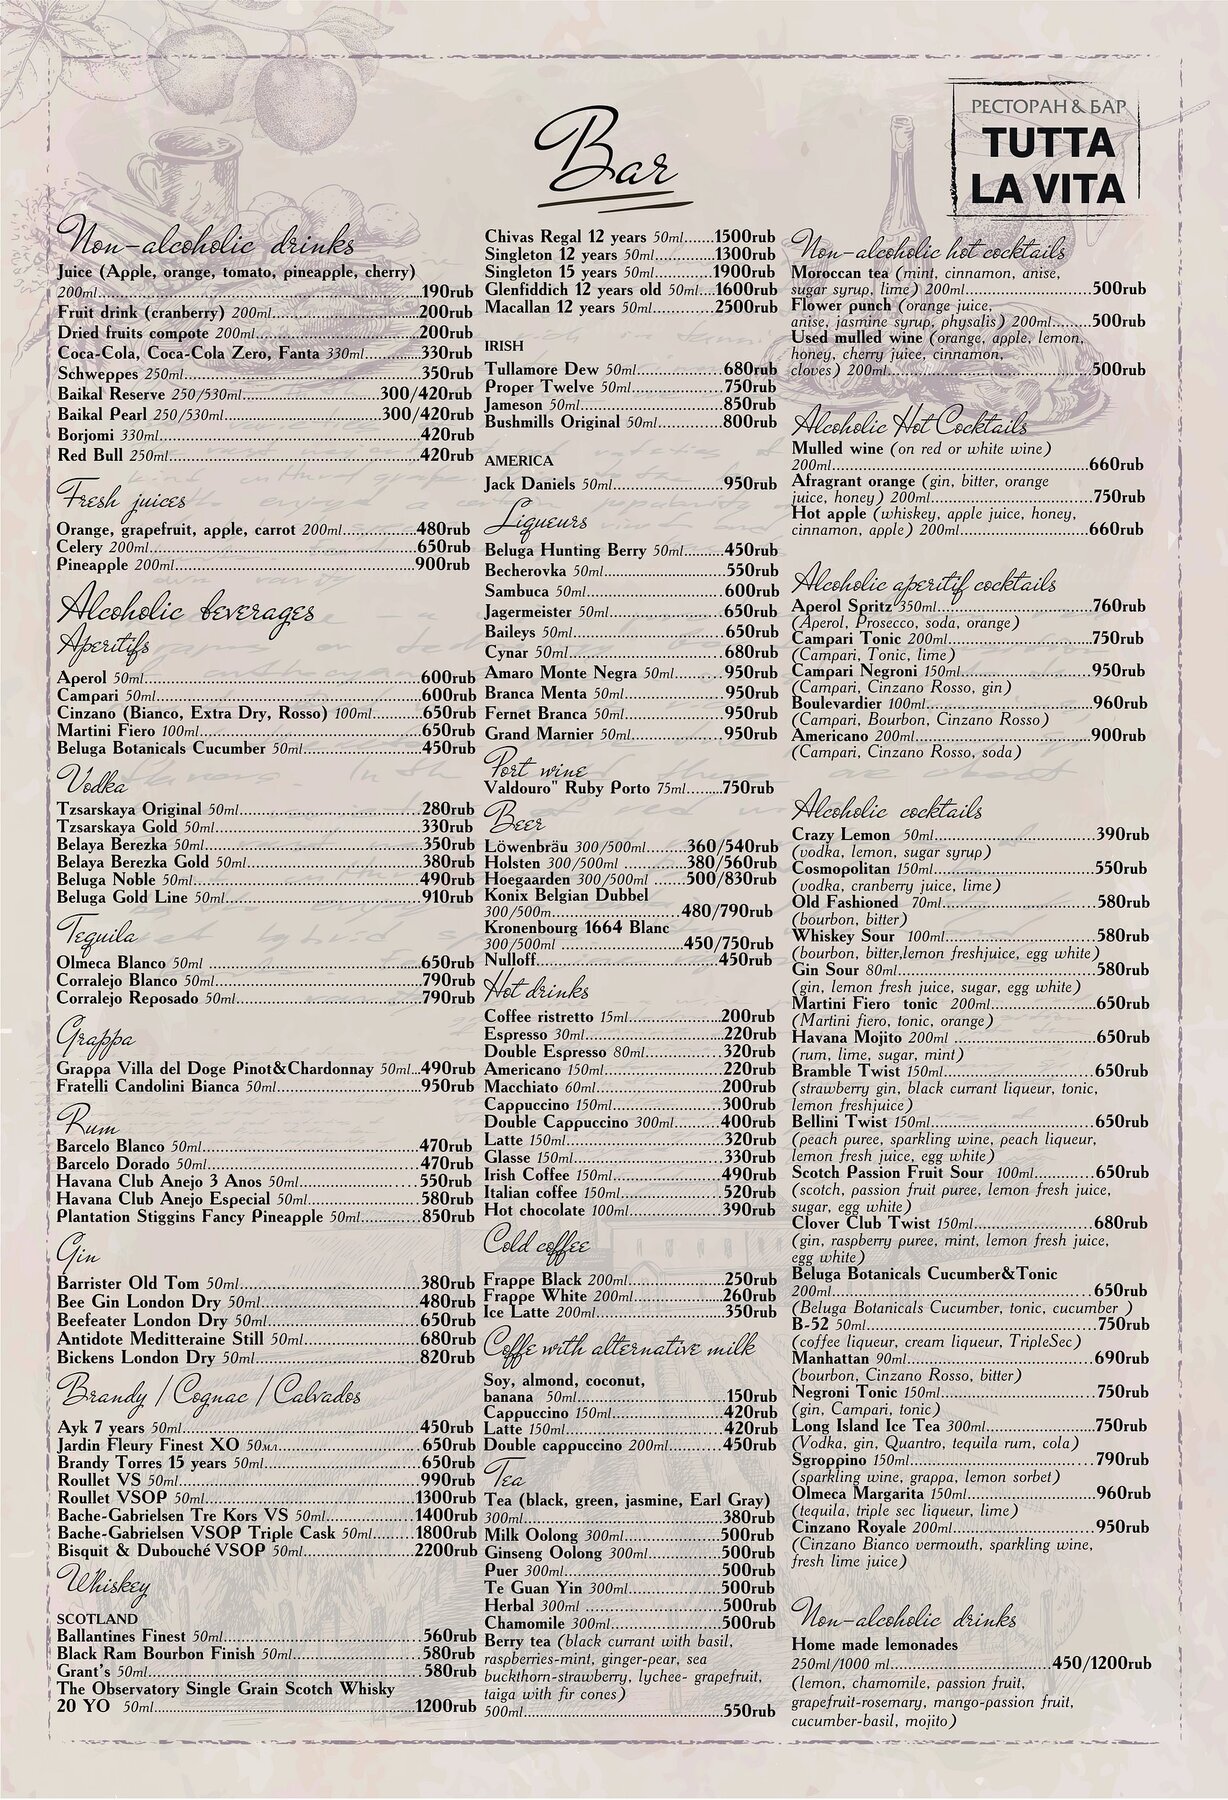 Bar
РЕСТОРАН & БАР
TUTTA
LA VITA
Non-alcoholic drinks
Juice (Apple, orange, tomato, pineapple, cherry)
200ml.....190rub
Fruit drink (cranberry) 200ml.....200rub
Dried fruits compote 200ml.....200rub
Coca-Cola, Coca-Cola Zero, Fanta 330ml.....330rub
Schweppes 250ml.....350rub
Baikal Reserve 250/530ml.....300/420rub
Baikal Pearl 250/530ml.....300/420rub
Borjomi 330ml.....420rub
Red Bull 250ml.....420rub
Fresh juices
Orange, grapefruit, apple, carrot 200ml.....480rub
Celery 200ml.....650rub
Pineapple 200ml.....900rub
Alcoholic beverages
Aperitifs
Aperol 50ml.....600rub
Campari 50ml.....600rub
Cinzano (Bianco, Extra Dry, Rosso) 100ml.....650rub
Martini Fiero 100ml.....650rub
Beluga Botanicals Cucumber 50ml.....450rub
Vodka
Tzsarskaya Original 50ml.....280rub
Tzsarskaya Gold 50ml.....330rub
Belaya Berezka 50ml.....350rub
Belaya Berezka Gold 50ml.....380rub
Beluga Noble 50ml.....490rub
Beluga Gold Line 50ml.....910rub
Tequila
Olmeca Blanco 50ml.....650rub
Corralejo Blanco 50ml.....790rub
Corralejo Reposado 50ml.....790rub
Grappa
Grappa Villa del Doge Pinot&Chardonnay 50ml...490rub
Fratelli Candolini Bianca 50ml.....950rub
Rum
Barcelo Blanco 50ml.....470rub
Barcelo Dorado 50ml.....470rub
Havana Club Anejo 3 Anos 50ml.....550rub
Havana Club Anejo Especial 50ml.....580rub
Plantation Stiggins Fancy Pineapple 50ml.....850rub
Gin
Barrister Old Tom 50ml.....380rub
Bee Gin London Dry 50ml.....480rub
Beefeater London Dry 50ml.....650rub
Antidote Meditteraine Still 50ml.....680rub
Bickens London Dry 50ml.....820rub
Brandy / Cognac / Calvados
Ayk 7 years 50ml.....450rub
Jardin Fleury Finest XO 50мл.....650rub
Brandy Torres 15 years 50ml.....650rub
Roullet VS 50ml.....990rub
Roullet VSOP 50ml.....1300rub
Bache-Gabrielsen Tre Kors VS 50ml.....1400rub
Bache-Gabrielsen VSOP Triple Cask 50ml.....1800rub
Bisquit & Dubouché VSOP 50ml.....2200rub
Whiskey
SCOTLAND
Ballantines Finest 50ml.....560rub
Black Ram Bourbon Finish 50ml.....580rub
Grant's 50ml.....580rub
The Observatory Single Grain Scotch Whisky
20 YO 50ml.....1200rub
Chivas Regal 12 years 50ml.....1500rub
Singleton 12 years 50ml.....1300rub
Singleton 15 years 50ml.....1900rub
Glenfiddich 12 years old 50ml...1600rub
Macallan 12 years 50ml.....2500rub
IRISH
Tullamore Dew 50ml.....680rub
Proper Twelve 50ml.....750rub
Jameson 50ml.....850rub
Bushmills Original 50ml.....800rub
AMERICA
Jack Daniels 50ml.....950rub
Liqueurs
Beluga Hunting Berry 50ml.....450rub
Becherovka 50ml.....550rub
Sambuca 50ml.....600rub
Jagermeister 50ml.....650rub
Baileys 50ml.....650rub
Cynar 50ml.....680rub
Amaro Monte Negra 50ml.....950rub
Branca Menta 50ml.....950rub
Fernet Branca 50ml.....950rub
Grand Marnier 50ml.....950rub
Port wine
Valdouro" Ruby Porto 75ml.....750rub
Beer
Löwenbräu 300/500ml.....360/540rub
Holsten 300/500ml .....380/560rub
Hoegaarden 300/500ml .....500/830rub
Konix Belgian Dubbel
300/500m.....480/790rub
Kronenbourg 1664 Blanc
300/500ml .....450/750rub
Nulloff.....450rub
Hot drinks
Coffee ristretto 15ml.....200rub
Espresso 30ml.....220rub
Double Espresso 80ml.....320rub
Americano 150ml.....220rub
Macchiato 60ml.....200rub
Cappuccino 150ml.....300rub
Double Cappuccino 300ml.....400rub
Latte 150ml.....320rub
Glasse 150ml.....330rub
Irish Coffee 150ml.....490rub
Italian coffee 150ml.....520rub
Hot chocolate 100ml.....390rub
Cold coffee
Frappe Black 200ml.....250rub
Frappe White 200ml.....260rub
Ice Latte 200ml.....350rub
Coffe with alternative milk
Soy, almond, coconut,
banana 50ml.....150rub
Cappuccino 150ml.....420rub
Latte 150ml.....420rub
Double cappuccino 200ml.....450rub
Tea
Tea (black, green, jasmine, Earl Gray)
300ml.....380rub
Milk Oolong 300ml.....500rub
Ginseng Oolong 300ml.....500rub
Puer 300ml.....500rub
Te Guan Yin 300ml.....500rub
Herbal 300ml .....500rub
Chamomile 300ml.....500rub
Berry tea (black currant with basil,
raspberries-mint, ginger-pear, sea
buckthorn-strawberry, lychee- grapefruit,
taiga with fir cones)
500ml.....550rub
Non-alcoholic hot cocktails
Moroccan tea (mint, cinnamon, anise,
sugar syrup, lime) 200ml.....500rub
Flower punch (orange juice,
anise, jasmine syrup, physalis) 200ml.....500rub
Used mulled wine (orange, apple, lemon,
honey, cherry juice, cinnamon,
cloves) 200ml.....500rub
Alcoholic Hot Cocktails
Mulled wine (on red or white wine)
200ml.....660rub
Afragrant orange (gin, bitter, orange
juice, honey) 200ml.....750rub
Hot apple (whiskey, apple juice, honey,
cinnamon, apple) 200ml.....660rub
Alcoholic aperitif cocktails
Aperol Spritz 350ml.....760rub
(Aperol, Prosecco, soda, orange)
Campari Tonic 200ml.....750rub
(Campari, Tonic, lime)
Campari Negroni 150ml.....950rub
(Campari, Cinzano Rosso, gin)
Boulevardier 100ml.....960rub
(Campari, Bourbon, Cinzano Rosso)
Americano 200ml.....900rub
(Campari, Cinzano Rosso, soda)
Alcoholic cocktails
Crazy Lemon 50ml.....390rub
(vodka, lemon, sugar syrup)
Cosmopolitan 150ml.....550rub
(vodka, cranberry juice, lime)
Old Fashioned 70ml.....580rub
(bourbon, bitter)
Whiskey Sour 100ml.....580rub
(bourbon, bitter,lemon freshjuice, egg white)
Gin Sour 80ml.....580rub
(gin, lemon fresh juice, sugar, egg white)
Martini Fiero tonic 200ml.....650rub
(Martini fiero, tonic, orange)
Havana Mojito 200ml .....650rub
(rum, lime, sugar, mint)
Bramble Twist 150ml.....650rub
(strawberry gin, black currant liqueur, tonic,
lemon freshjuice)
Bellini Twist 150ml.....650rub
(peach puree, sparkling wine, peach liqueur,
lemon fresh juice, egg white)
Scotch Passion Fruit Sour 100ml.....650rub
(scotch, passion fruit puree, lemon fresh juice,
sugar, egg white)
Clover Club Twist 150ml.....680rub
(gin, raspberry puree, mint, lemon fresh juice,
egg white)
Beluga Botanicals Cucumber&Tonic
200ml.....650rub
(Beluga Botanicals Cucumber, tonic, cucumber )
B-52 50ml.....750rub
(coffee liqueur, cream liqueur, TripleSec)
Manhattan 90ml.....690rub
(bourbon, Cinzano Rosso, bitter)
Negroni Tonic 150ml.....750rub
(gin, Campari, tonic)
Long Island Ice Tea 300ml.....750rub
(Vodka, gin, Quantro, tequila rum, cola)
Sgroppino 150ml.....790rub
(sparkling wine, grappa, lemon sorbet)
Olmeca Margarita 150ml.....960rub
(tequila, triple sec liqueur, lime)
Cinzano Royale 200ml.....950rub
(Cinzano Bianco vermouth, sparkling wine,
fresh lime juice)
Non-alcoholic drinks
Home made lemonades
250ml/1000 ml.....450/1200rub
(lemon, chamomile, passion fruit,
grapefruit-rosemary, mango-passion fruit,
cucumber-basil, mojito)